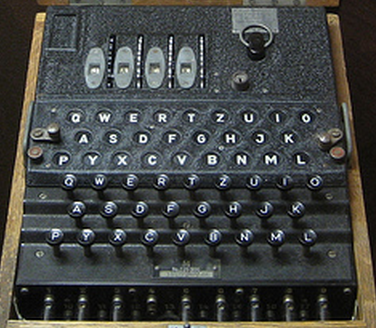 Q W E R T Z U I O
A S D F G H J K
P Y X C V B N M L
Q W E R T Z U I O
A S D F G H J K
P Y X C V B N M L